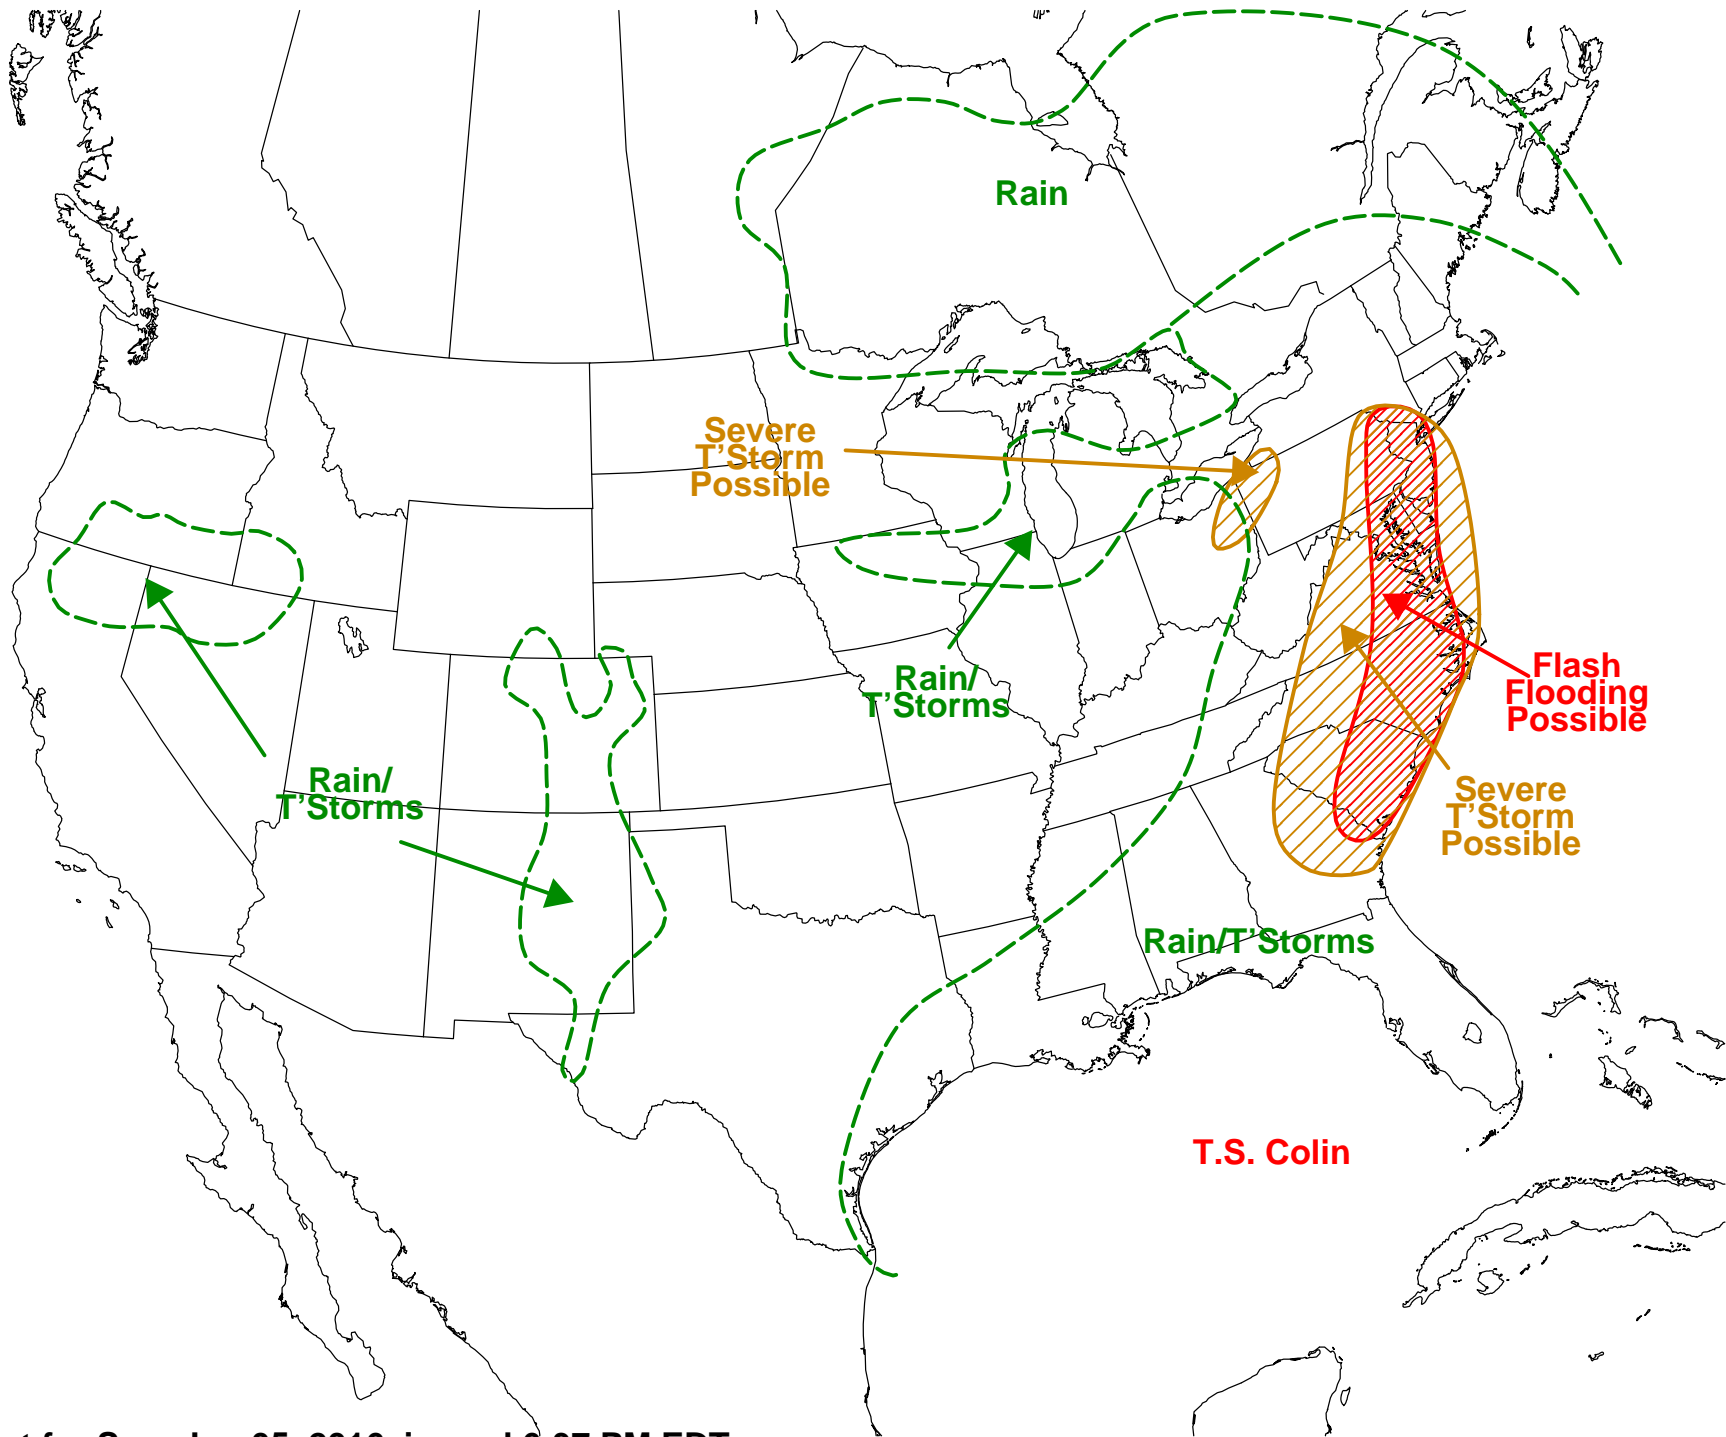 Rain
Severe
T’Storm
Possible
Rain/
T’Storms
Flash
Flooding
Possible
Rain/
T’Storms
Severe
T’Storm
Possible
Rain/T’Storms
T.S. Colin